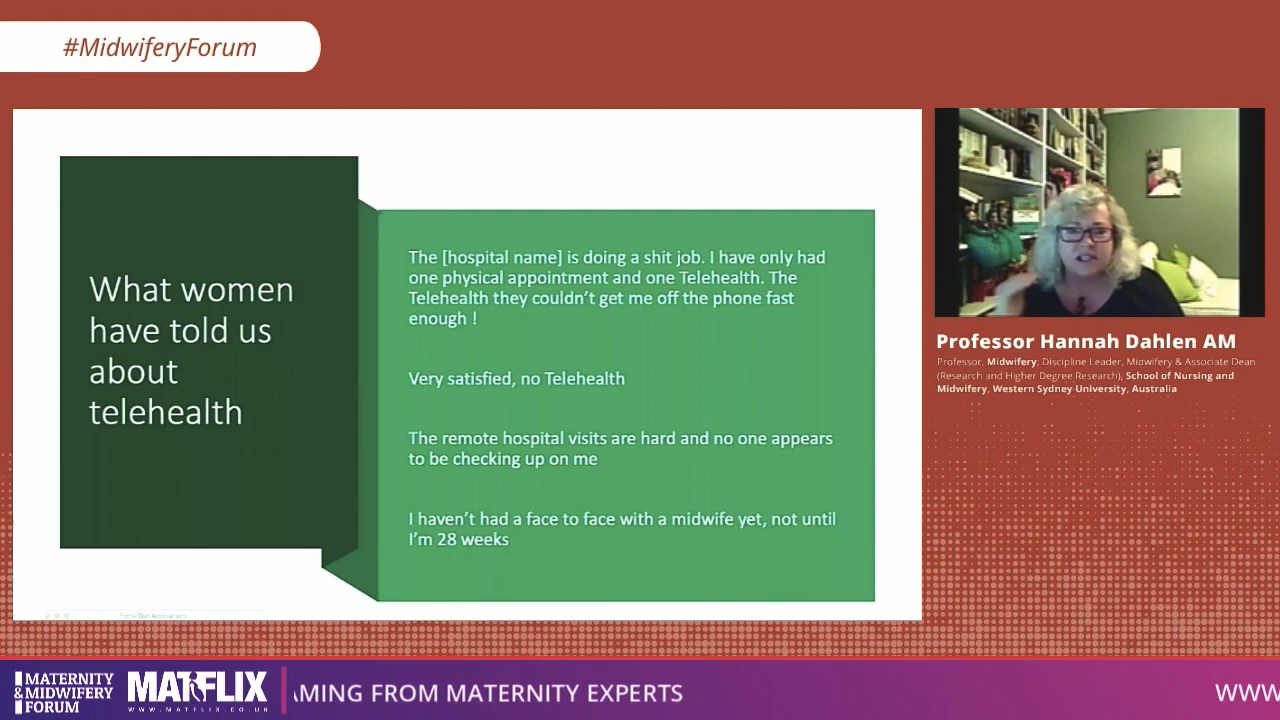 #MidwiferyForum
What women
have told us
about
telehealth
The [hospital name] is doing a shit job. I have only had
one physical appointment and one Telehealth. The
Telehealth they couldn't get me off the phone fast
enough !
Very satisfied, no Telehealth
The remote hospital visits are hard and no one appears
to be checking up on me
I haven't had a face to face with a midwife yet, not until
I'm 28 weeks
Professor Hannah Dahlen AM
Professor, Midwifery; Discipline Leader, Midwifery & Associate Dean
(Research and Higher Degree Research), School of Nursing and
Midwifery, Western Sydney University, Australia
MATERNITY
&MIDWIFERY
FORUM
MATFLIX
WWW.MATFLIX.CO.UK
MING FROM MATERNITY EXPERTS
WWW